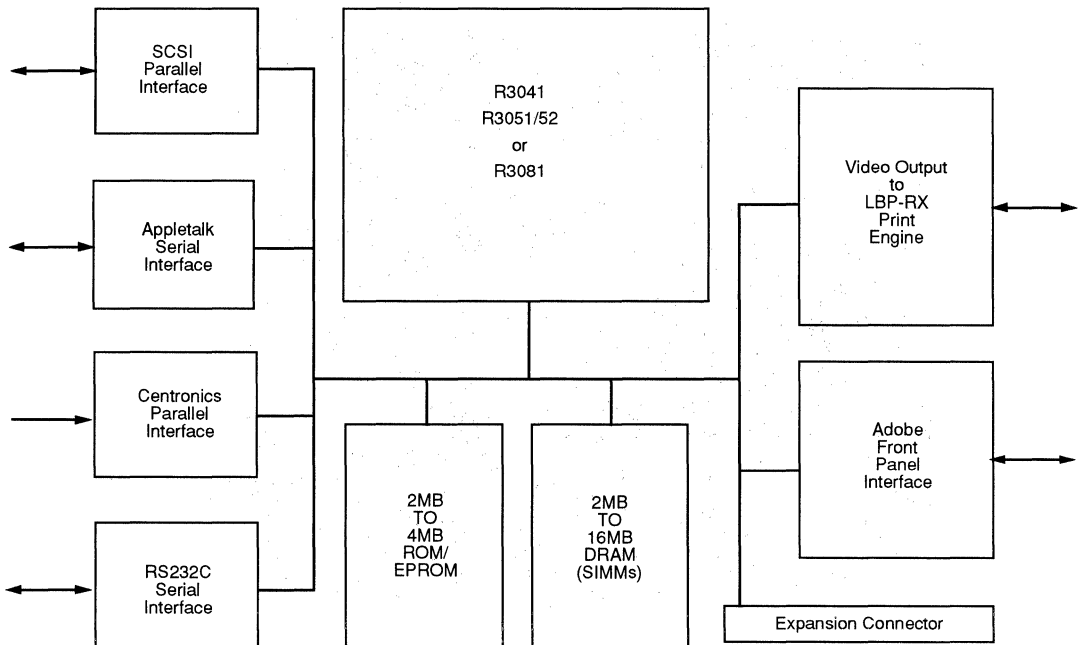 SCSI
Parallel
Interface
R3041
R3051/52
or
R3081
Video Output
to
LBP-RX
Print
Engine
Appletalk
Serial
Interface
Centronics
Parallel
Interface
Adobe
Front
Panel
Interface
2MB
TO
4MB
ROM/
EPROM
2MB
TO
16MB
DRAM
(SIMMs)
RS232C
Serial
Interface
Expansion Connector